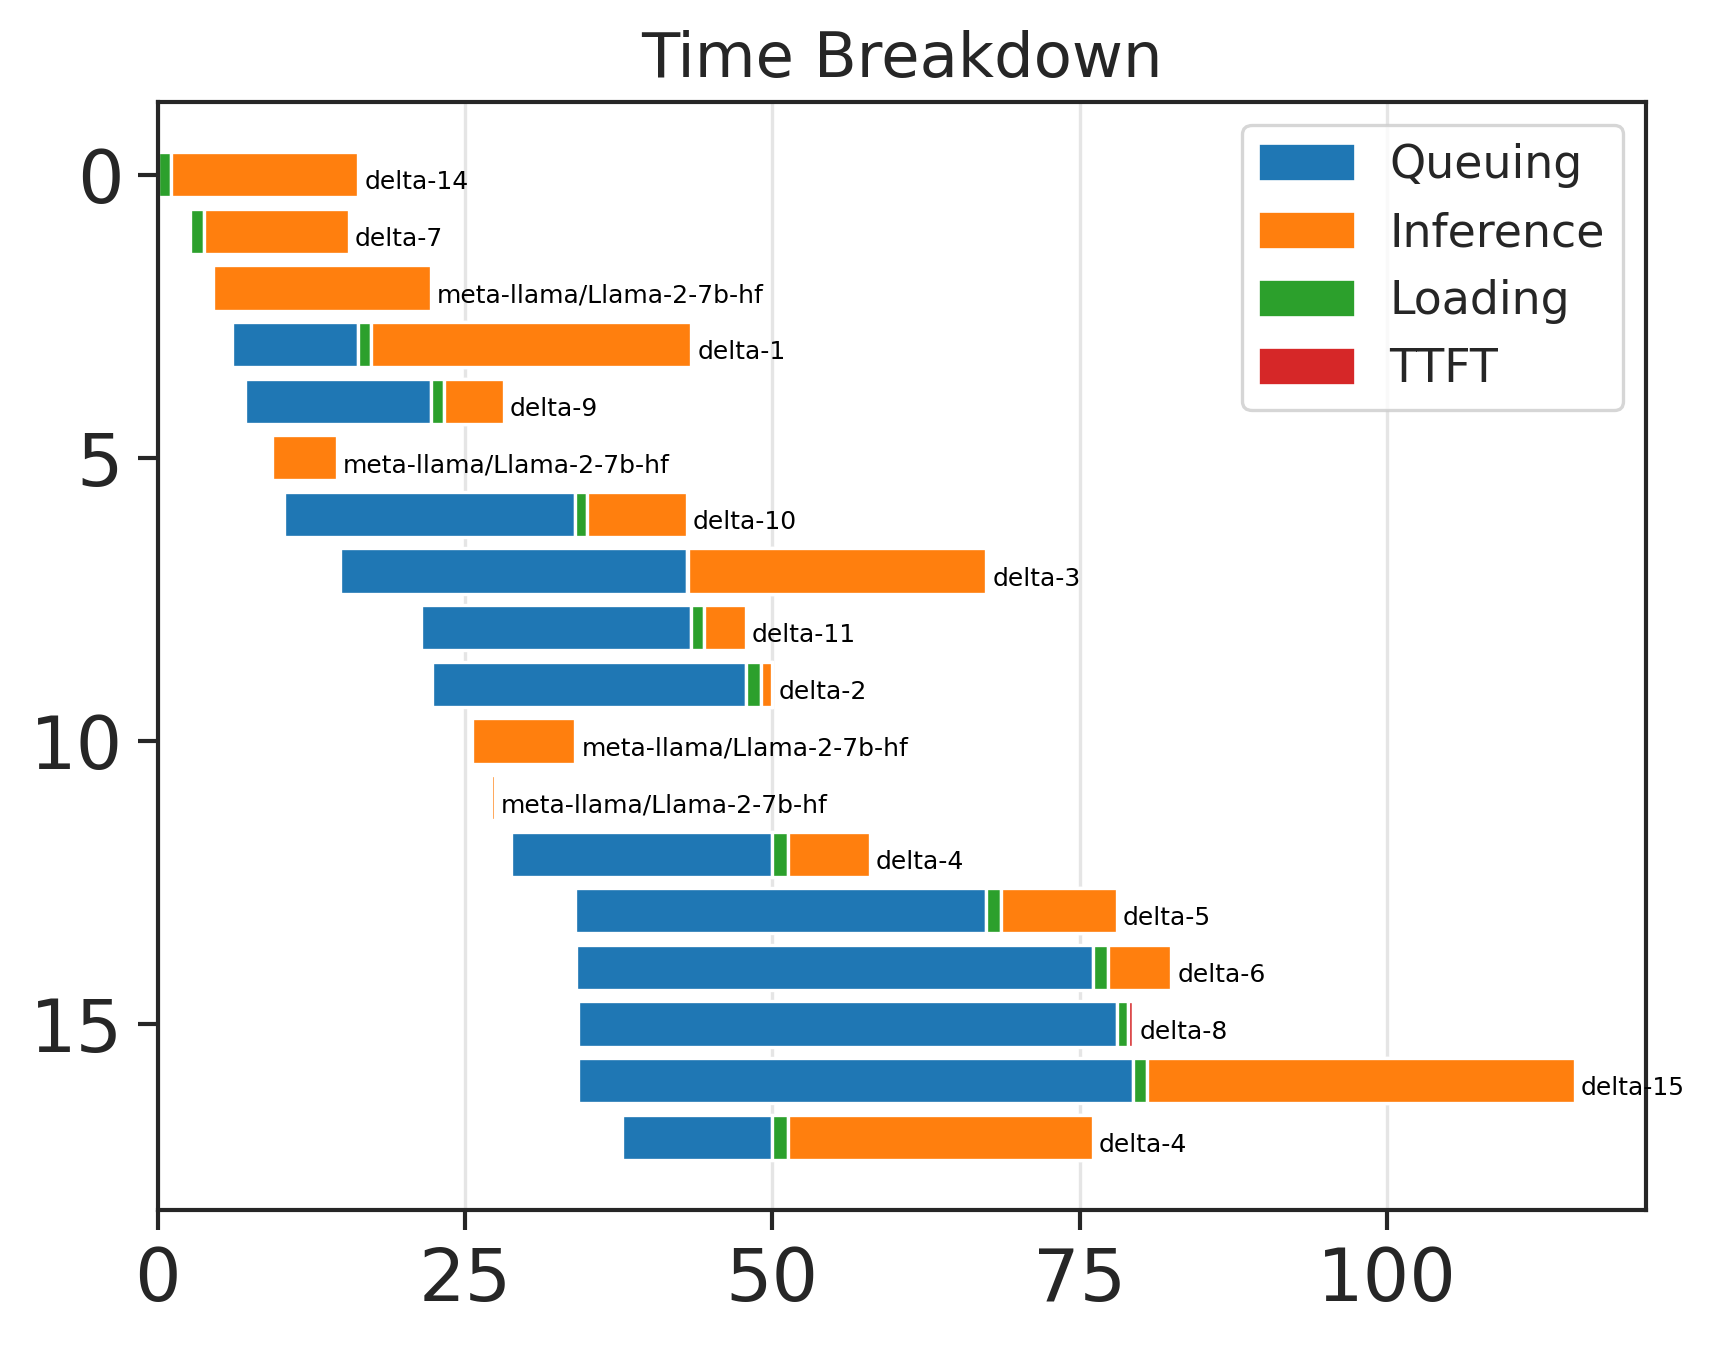 Time Breakdown
Queuing
Inference
Loading
TTFT
0
5
10
15
delta-14
delta-7
meta-llama/Llama-2-7b-hf
delta-1
delta-9
meta-llama/Llama-2-7b-hf
delta-10
delta-3
delta-11
delta-2
meta-llama/Llama-2-7b-hf
meta-llama/Llama-2-7b-hf
delta-4
delta-5
delta-6
delta-8
delta-15
delta-4
0 25 50 75 100